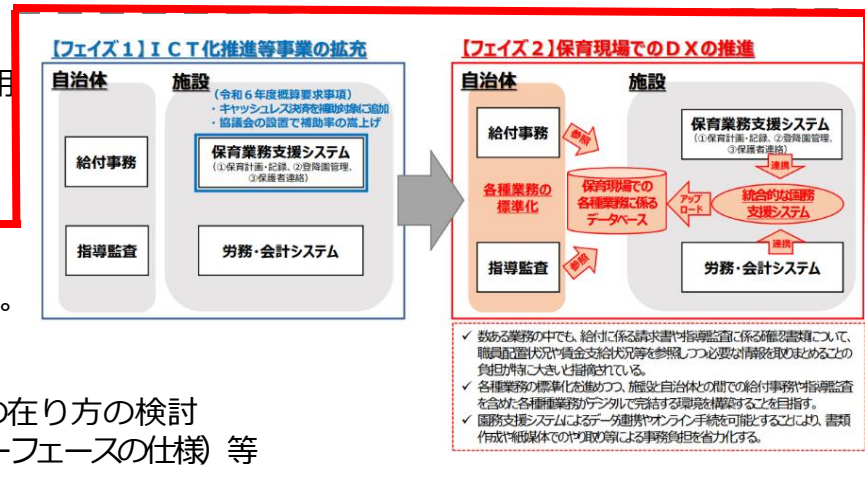 用
。
の在り方の検討
ーフェースの仕様) 等
【フェイズ1】ICT化推進等事業の拡充
自治体
施設
(令和6年度概算要求事項)
・キャッシュレス決済を補助対象に追加
・協議会の設置で補助率の嵩上げ
給付事務
保育業務支援システム
(①保育計画・記録、②登降園管理、
③保護者連絡)
指導監査
労務・会計システム
【フェイズ2】保育現場でのDXの推進
自治体
施設
給付事務
参照
保育業務支援システム
(①保育計画・記録、②登降園管理、
③保護者連絡)
連携
各種業務の
標準化
保育現場での
各種業務に係る
データベース
アップ
ロード
統合的な園務
支援システム
連携
指導監査
参照
労務・会計システム
✓ 数ある業務の中でも、給付に係る請求書や指導監査に係る確認書類について、
職員配置状況や賃金支給状況等を参照しつつ必要な情報を取りまとめることの
負担が特に大きいと指摘されている。
✓ 各種業務の標準化を進めつつ、施設と自治体との間での給付事務や指導監査
を含めた各種種業務がデジタルで完結する環境を構築することを目指す。
✓ 園務支援システムによるデータ連携やオンライン手続を可能とすることにより、書類
作成や紙媒体でのやり取り等による事務負担を省力化する。